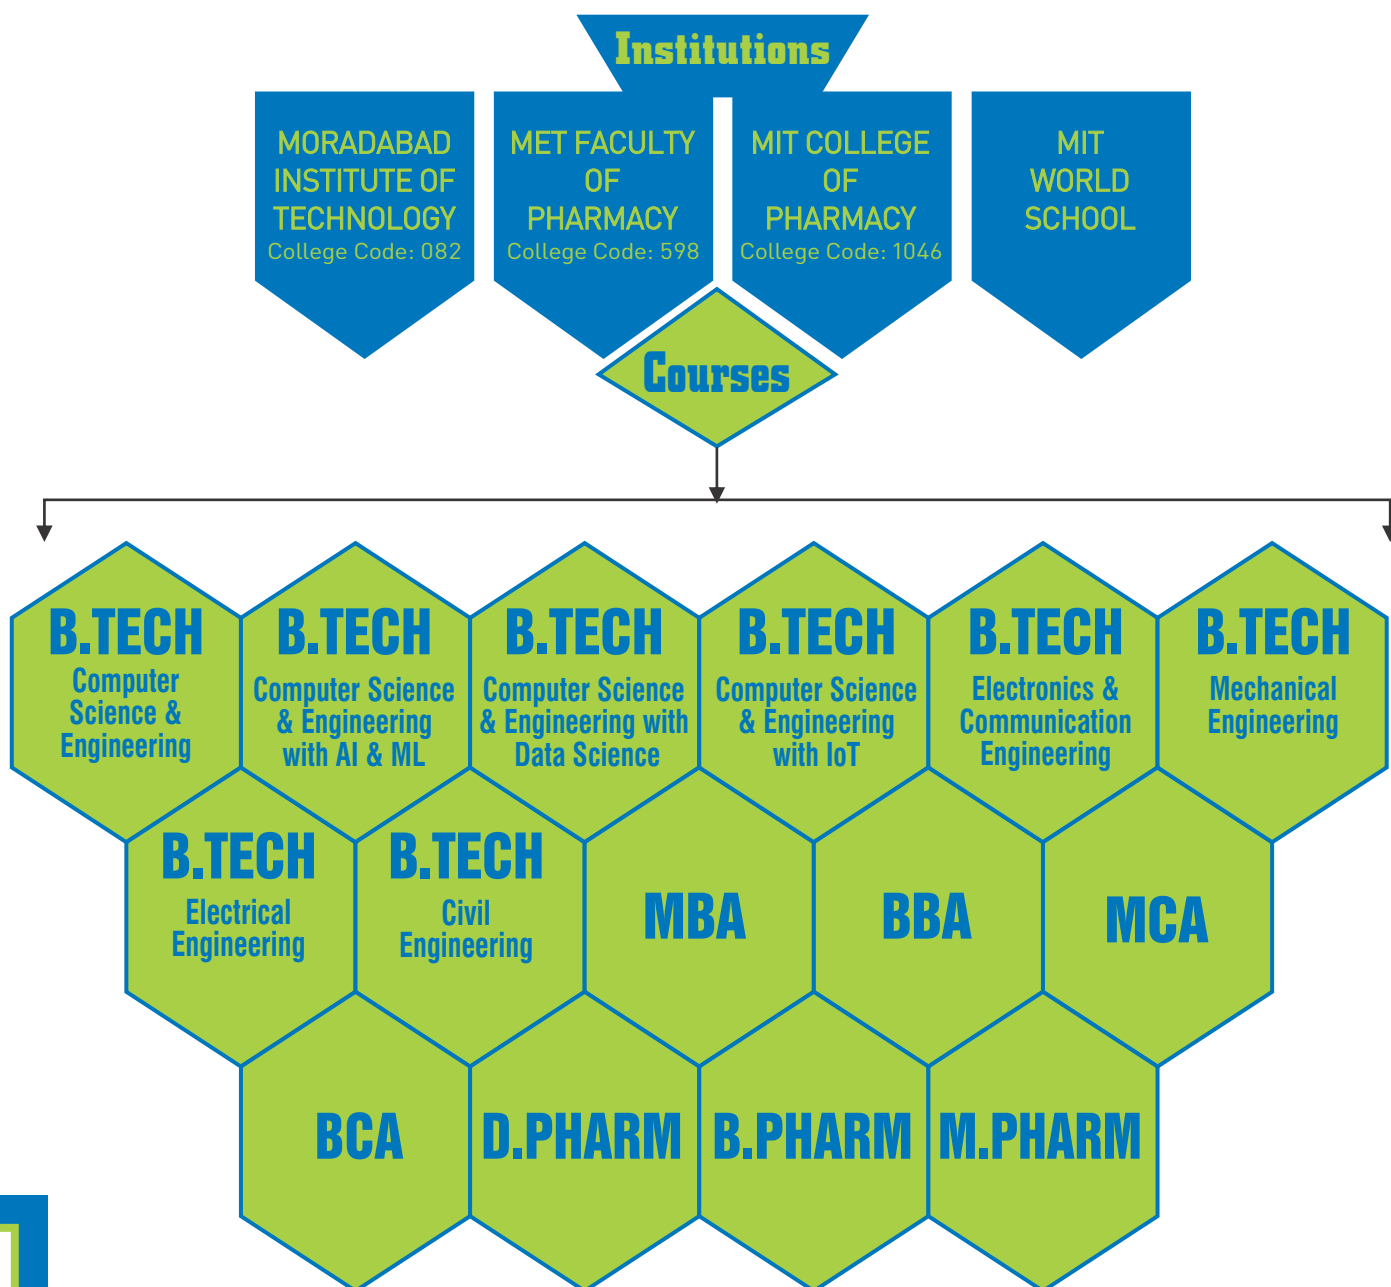 Institutions
MORADABAD
INSTITUTE OF
TECHNOLOGY
College Code: 082
MET FACULTY
OF
PHARMACY
College Code: 598
MIT COLLEGE
OF
PHARMACY
College Code: 1046
MIT
WORLD
SCHOOL
Courses
B.TECH
Computer
Science &
Engineering
B.TECH
Computer Science
& Engineering
with AI & ML
B.TECH
Computer Science
& Engineering with
Data Science
B.TECH
Computer Science
& Engineering
with IoT
B.TECH
Electronics &
Communication
Engineering
B.TECH
Mechanical
Engineering
B.TECH
Electrical
Engineering
B.TECH
Civil
Engineering
MBA
BBA
MCA
BCA
D.PHARM
B.PHARM
M.PHARM